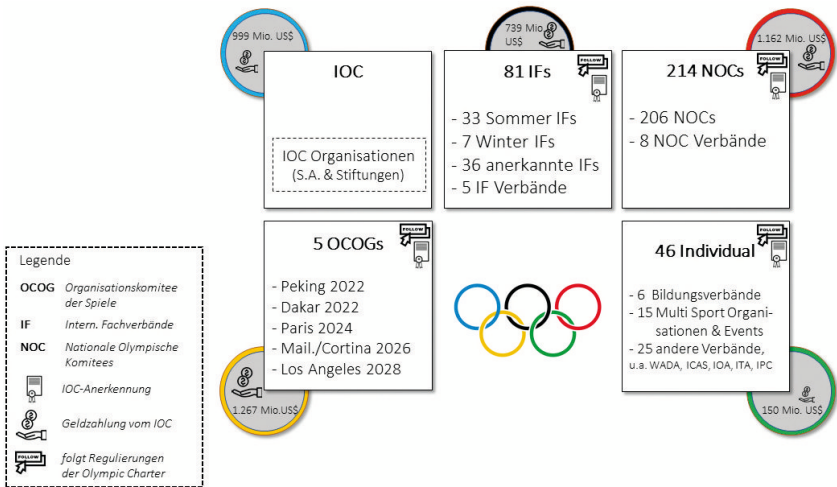 999 Mio. US$
IOC
IOC Organisationen
(S.A. & Stiftungen)
739 Mio.
US$
81 IFs
FOLLOW
- 33 Sommer IFs
- 7 Winter IFs
- 36 anerkannte IFs
- 5 IF Verbände
1.162 Mio. US$
214 NOCs
FOLLOW
- 206 NOCs
- 8 NOC Verbände
5 OCOGs
FOLLOW
- Peking 2022
- Dakar 2022
- Paris 2024
- Mail./Cortina 2026
- Los Angeles 2028
1.267 Mio.US$
46 Individual
FOLLOW
- 6 Bildungsverbände
- 15 Multi Sport Organi-
sationen & Events
- 25 andere Verbände,
u.a. WADA, ICAS, IOA, ITA, IPC
150 Mio. US$
Legende
OCOG Organisationskomitee
der Spiele
IF Intern. Fachverbände
NOC Nationale Olympische
Komitees
IOC-Anerkennung
Geldzahlung vom IOC
FOLLOW folgt Regulierungen
der Olympic Charter